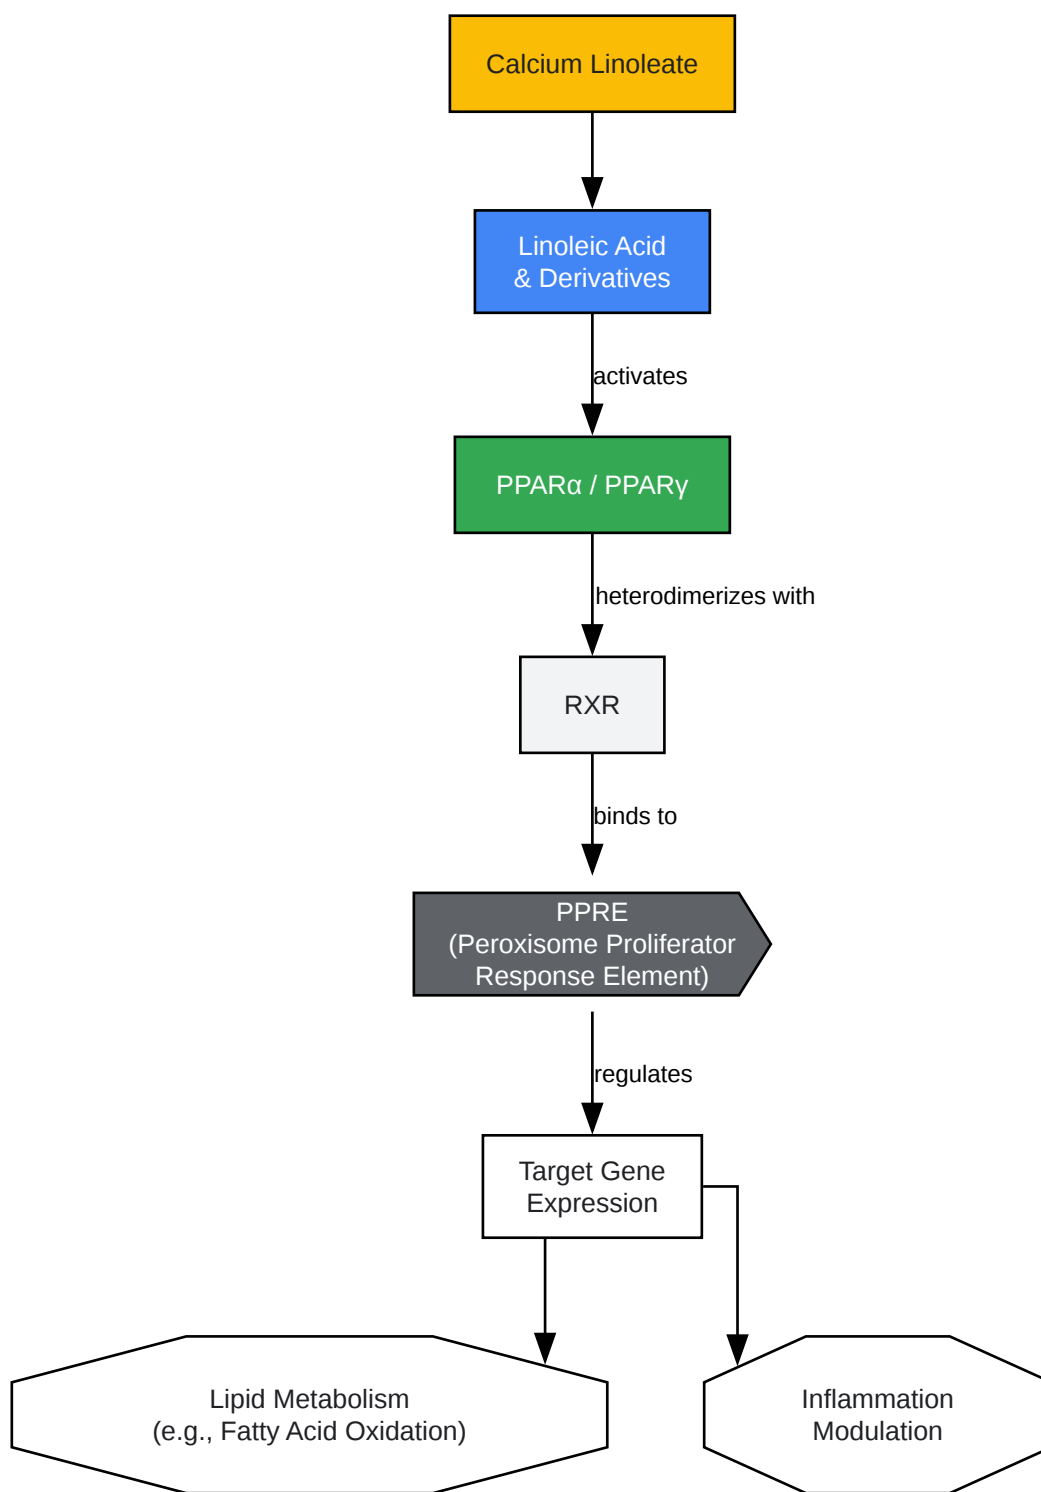 Calcium Linoleate
Linoleic Acid
& Derivatives
activates
PPARα / PPARγ
heterodimerizes with
RXR
binds to
PPRE
(Peroxisome Proliferator
Response Element)
regulates
Target Gene
Expression
Lipid Metabolism
(e.g., Fatty Acid Oxidation)
Inflammation
Modulation